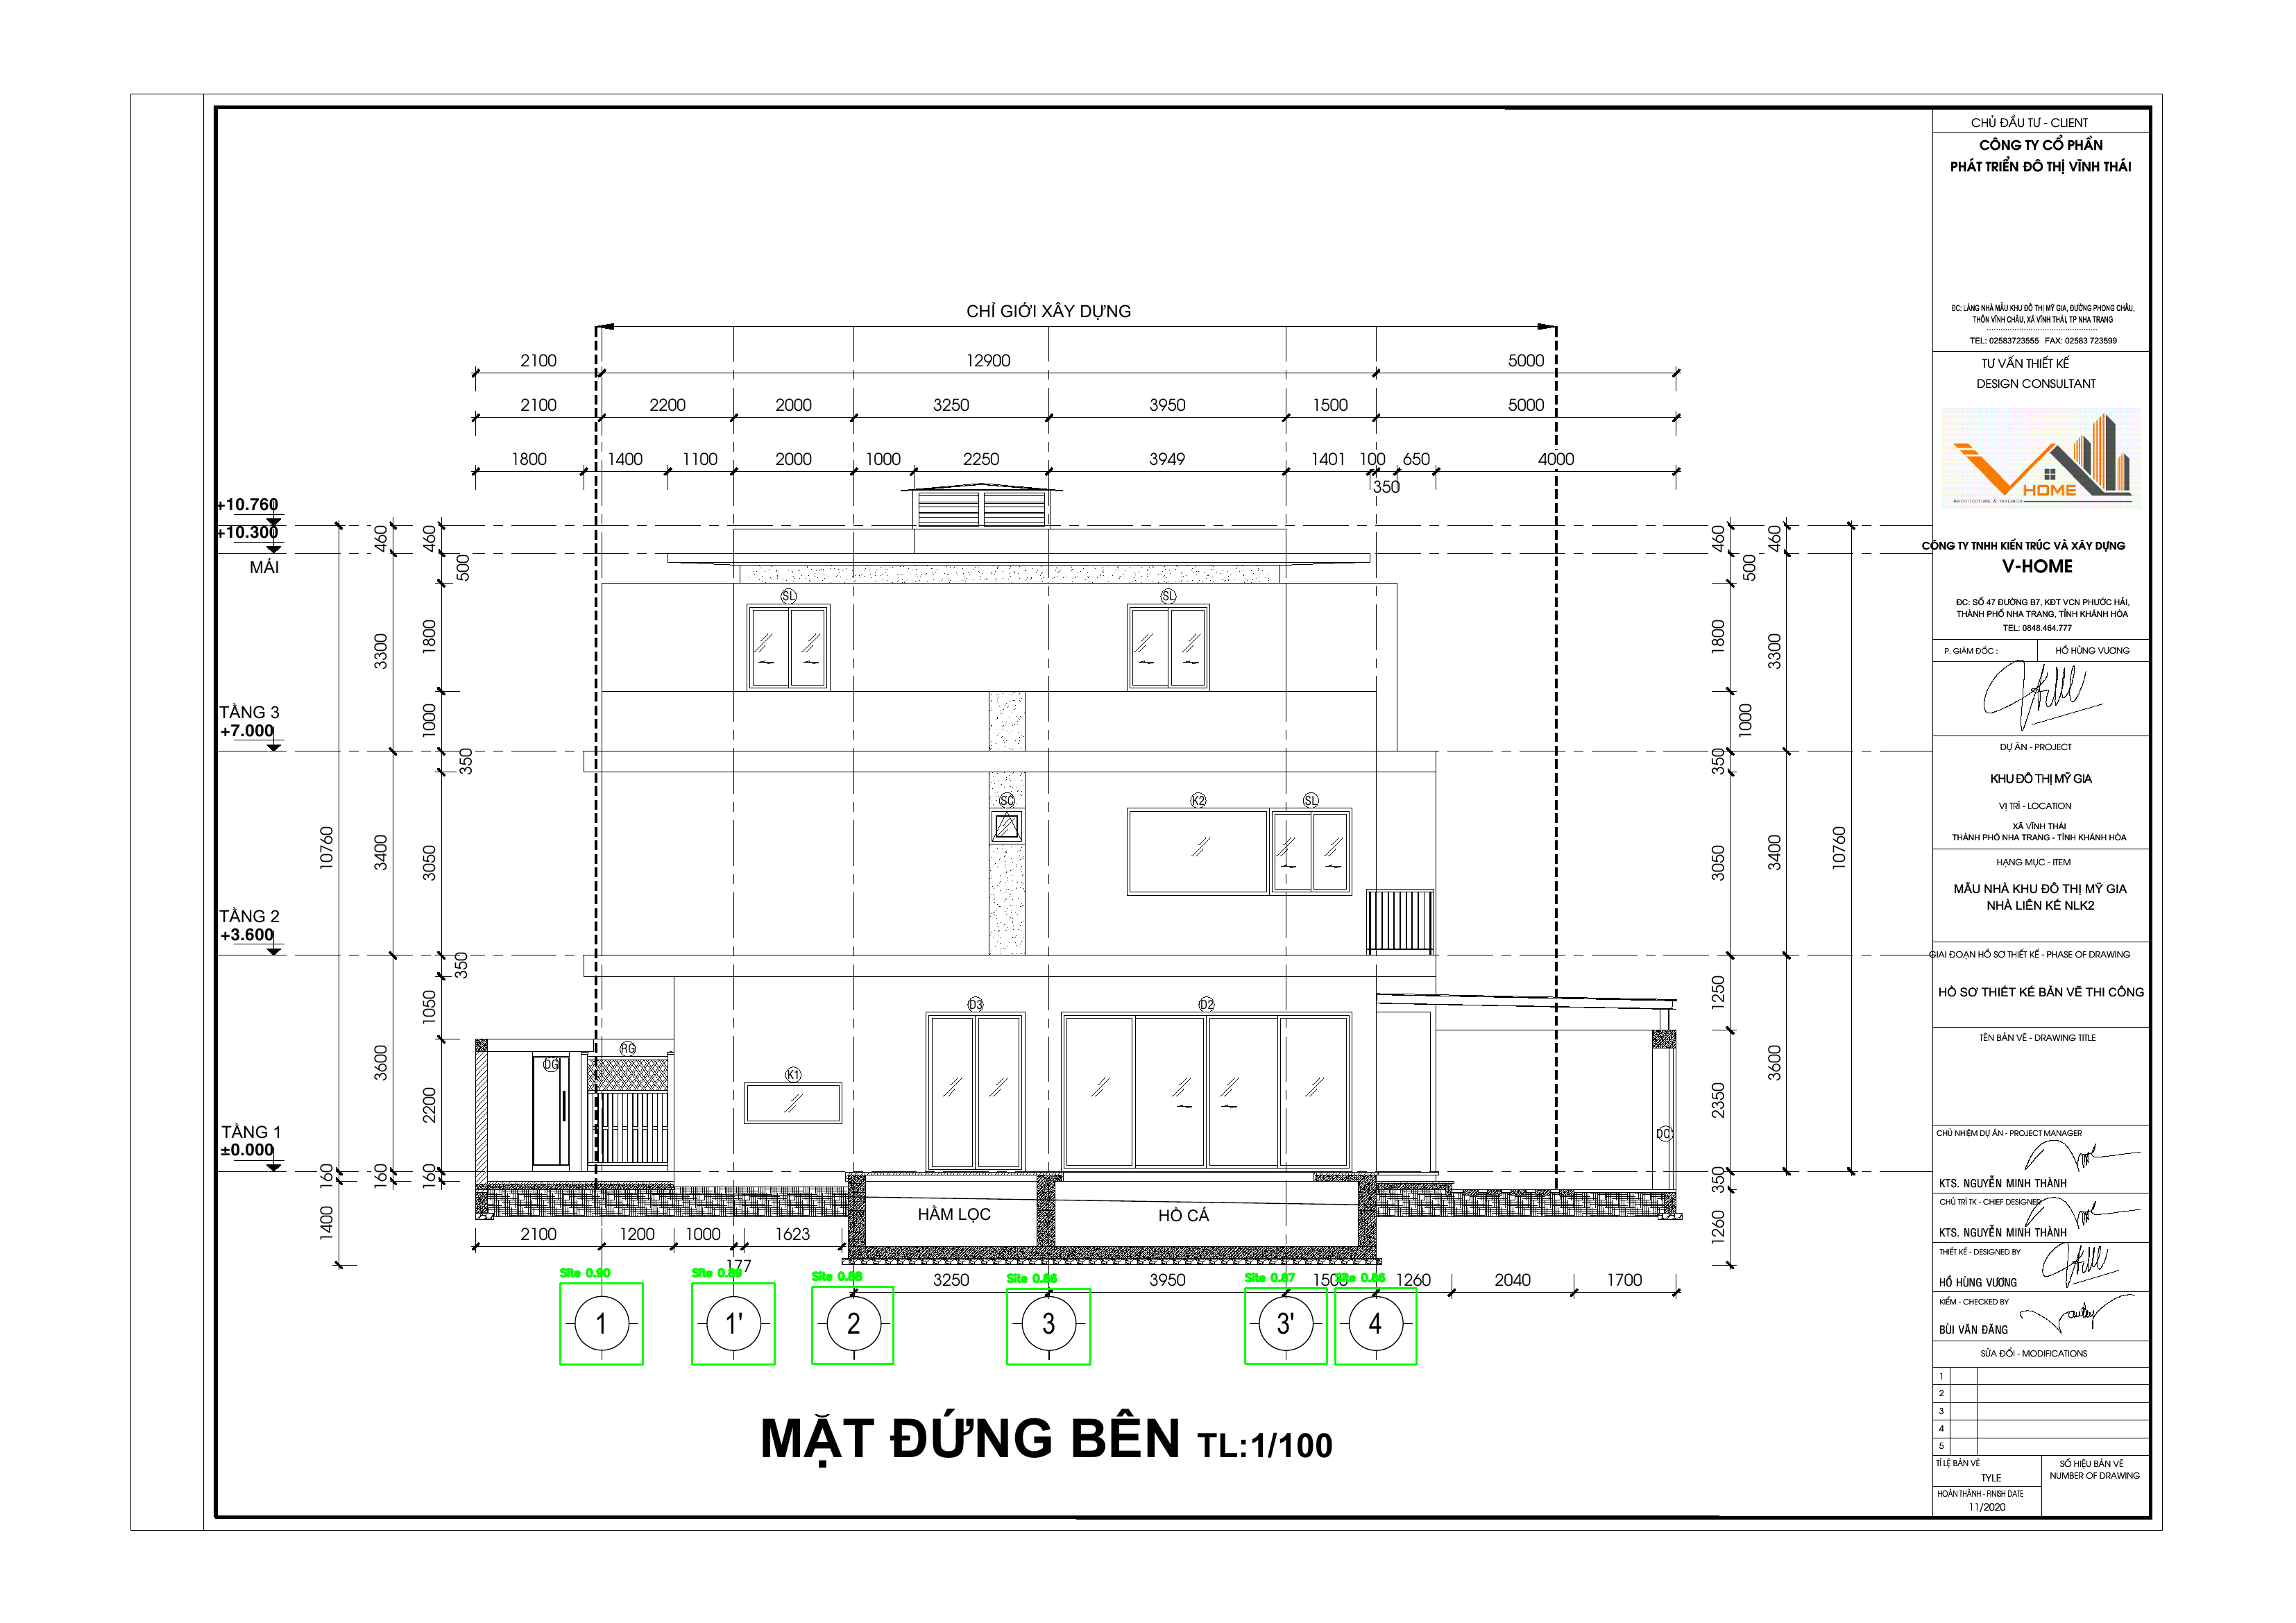 CHỈ GIỚI XÂY DỰNG
2100 12900 5000
2100 2200 2000 3250 3950 1500 5000
1800 1400 1100 2000 1000 2250 3949 1401 100 650 4000
350
+10.760
+10.300
MÁI
TẦNG 3
+7.000
TẦNG 2
+3.600
TẦNG 1
±0.000
10760
160
1400
460
3300
3400
3600
160
460
500
1800
1000
350
3050
350
1050
2200
160
SL SL
SC K2 SL
D3 D2
RG
DG
K1
DC
460
500
1800
1000
350
3050
1250
2350
350
1260
460
3300
3400
3600
10760
HẦM LỌC HỒ CÁ
2100 1200 1000 1623
177
3250 3950 1500 1260 2040 1700
Site 0.90 Site 0.89 Site 0.88 Site 0.86 Site 0.87 Site 0.86
1 1' 2 3 3' 4
MẶT ĐỨNG BÊN TL:1/100
CHỦ ĐẦU TƯ - CLIENT
CÔNG TY CỔ PHẦN
PHÁT TRIỂN ĐÔ THỊ VĨNH THÁI
ĐC: LÀNG NHÀ MẪU KHU ĐÔ THỊ MỸ GIA, ĐƯỜNG PHONG CHÂU,
THÔN VĨNH CHÂU, XÃ VĨNH THÁI, TP NHA TRANG
TEL: 02583723555 FAX: 02583 723599
TƯ VẤN THIẾT KẾ
DESIGN CONSULTANT
V HOME
ARCHITECTURE & INTERIOR
CÔNG TY TNHH KIẾN TRÚC VÀ XÂY DỰNG
V-HOME
ĐC: SỐ 47 ĐƯỜNG B7, KĐT VCN PHƯỚC HẢI,
THÀNH PHỐ NHA TRANG, TỈNH KHÁNH HÒA
TEL: 0848.464.777
P. GIÁM ĐỐC : HỒ HÙNG VƯƠNG
DỰ ÁN - PROJECT
KHU ĐÔ THỊ MỸ GIA
VỊ TRÍ - LOCATION
XÃ VĨNH THÁI
THÀNH PHỐ NHA TRANG - TỈNH KHÁNH HÒA
HẠNG MỤC - ITEM
MẪU NHÀ KHU ĐÔ THỊ MỸ GIA
NHÀ LIÊN KẾ NLK2
GIAI ĐOẠN HỒ SƠ THIẾT KẾ - PHASE OF DRAWING
HỒ SƠ THIẾT KẾ BẢN VẼ THI CÔNG
TÊN BẢN VẼ - DRAWING TITLE
CHỦ NHIỆM DỰ ÁN - PROJECT MANAGER
KTS. NGUYỄN MINH THÀNH
CHỦ TRÌ TK - CHIEF DESIGNER
KTS. NGUYỄN MINH THÀNH
THIẾT KẾ - DESIGNED BY
HỒ HÙNG VƯƠNG
KIỂM - CHECKED BY
BÙI VĂN ĐĂNG
SỬA ĐỔI - MODIFICATIONS
1
2
3
4
5
TỈ LỆ BẢN VẼ
TYLE
HOÀN THÀNH - FINISH DATE
11/2020
SỐ HIỆU BẢN VẼ
NUMBER OF DRAWING